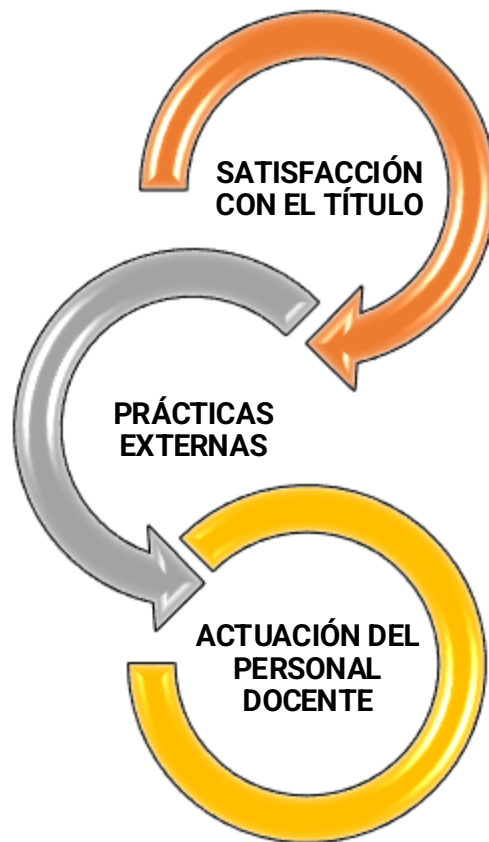 SATISFACCIÓN
CON EL TÍTULO
PRÁCTICAS
EXTERNAS
ACTUACIÓN DEL
PERSONAL
DOCENTE